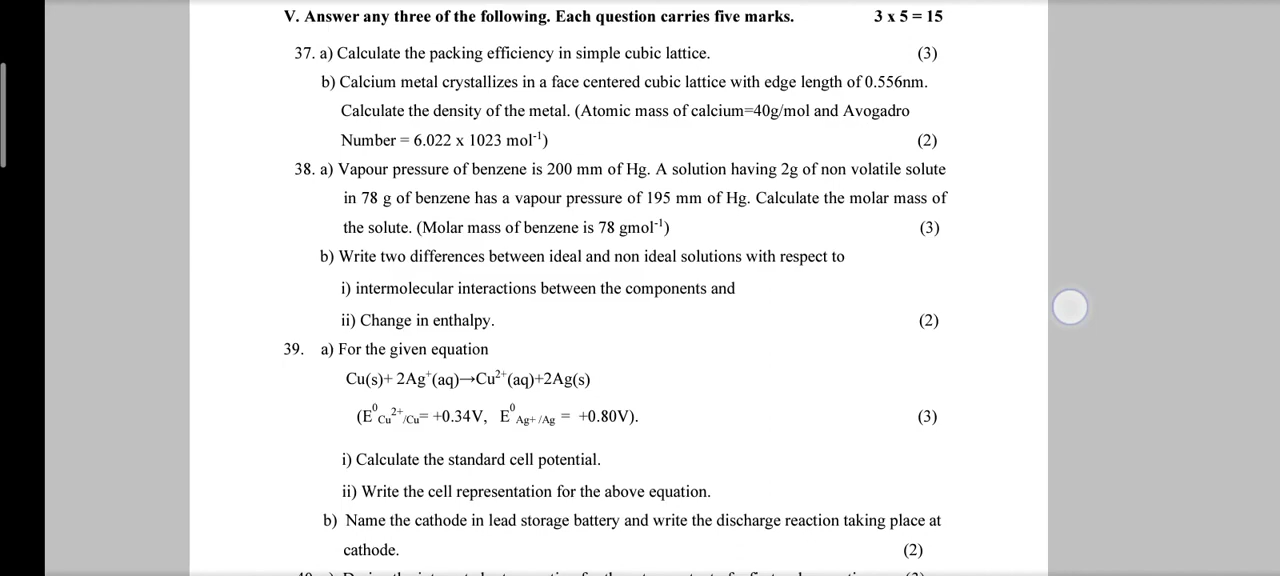 V. Answer any three of the following. Each question carries five marks. 3 x 5 = 15
37. a) Calculate the packing efficiency in simple cubic lattice. (3)
b) Calcium metal crystallizes in a face centered cubic lattice with edge length of 0.556nm.
Calculate the density of the metal. (Atomic mass of calcium=40g/mol and Avogadro
Number = 6.022 x 1023 mol⁻¹) (2)
38. a) Vapour pressure of benzene is 200 mm of Hg. A solution having 2g of non volatile solute
in 78 g of benzene has a vapour pressure of 195 mm of Hg. Calculate the molar mass of
the solute. (Molar mass of benzene is 78 gmol⁻¹) (3)
b) Write two differences between ideal and non ideal solutions with respect to
i) intermolecular interactions between the components and
ii) Change in enthalpy. (2)
39. a) For the given equation
Cu(s)+ 2Ag⁺(aq)→Cu²⁺(aq)+2Ag(s)
(E⁰Cu²⁺/Cu= +0.34V, E⁰Ag+ /Ag = +0.80V). (3)
i) Calculate the standard cell potential.
ii) Write the cell representation for the above equation.
b) Name the cathode in lead storage battery and write the discharge reaction taking place at
cathode. (2)